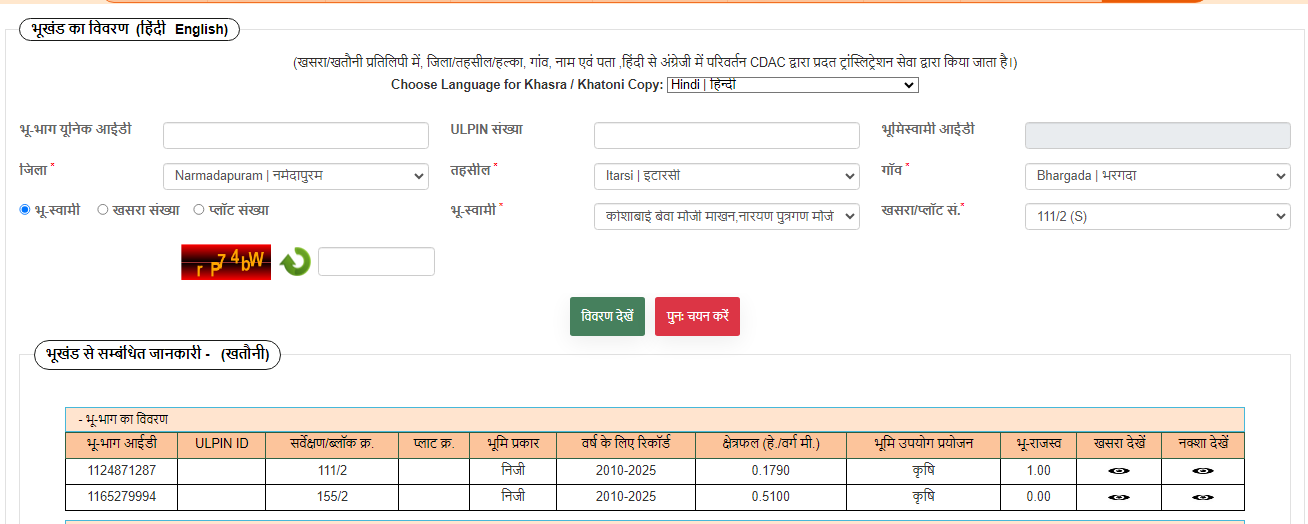 भूखंड का विवरण (हिंदी English)
(खसरा/खतौनी प्रतिलिपी में, जिला/तहसील/हल्का, गांव, नाम एवं पता ,हिंदी से अंग्रेजी में परिवर्तन CDAC द्वारा प्रदत ट्रांस्लिट्रेशन सेवा द्वारा किया जाता है।)
Choose Language for Khasra / Khatoni Copy: Hindi | हिन्दी
भू-भाग यूनिक आईडी ULPIN संख्या भूमिस्वामी आईडी
जिला * Narmadapuram | नर्मदापुरम तहसील * Itarsi | इटारसी गाँव * Bhargada | भरगदा
भू-स्वामी खसरा संख्या प्लॉट संख्या भू-स्वामी * कोशाबाई बेवा मोजी माखन,नारयण पुत्रगण मोज खसरा/प्लॉट सं.* 111/2 (S)
rP74bW
विवरण देखें पुनः चयन करें
भूखंड से सम्बंधित जानकारी - (खतौनी)
- भू-भाग का विवरण
भू-भाग आईडी ULPIN ID सर्वेक्षण/ब्लॉक क्र. प्लाट क्र. भूमि प्रकार वर्ष के लिए रिकॉर्ड क्षेत्रफल (हे./वर्ग मी.) भूमि उपयोग प्रयोजन भू-राजस्व खसरा देखें नक्शा देखें
1124871287 111/2 निजी 2010-2025 0.1790 कृषि 1.00
1165279994 155/2 निजी 2010-2025 0.5100 कृषि 0.00